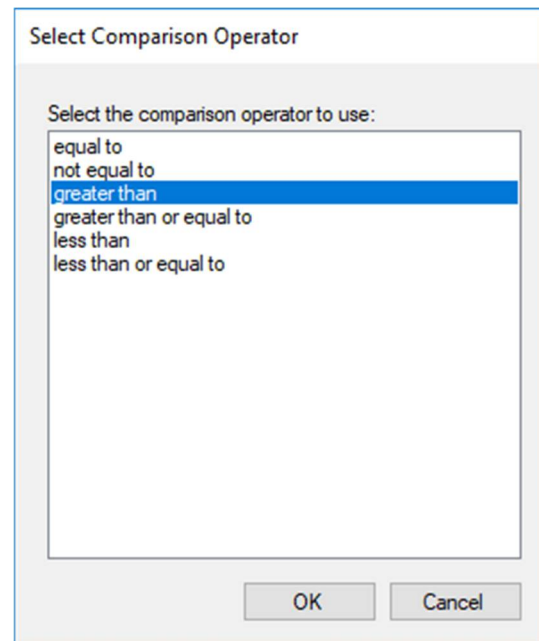 Select Comparison Operator
Select the comparison operator to use:
equal to
not equal to
greater than
greater than or equal to
less than
less than or equal to
OK
Cancel